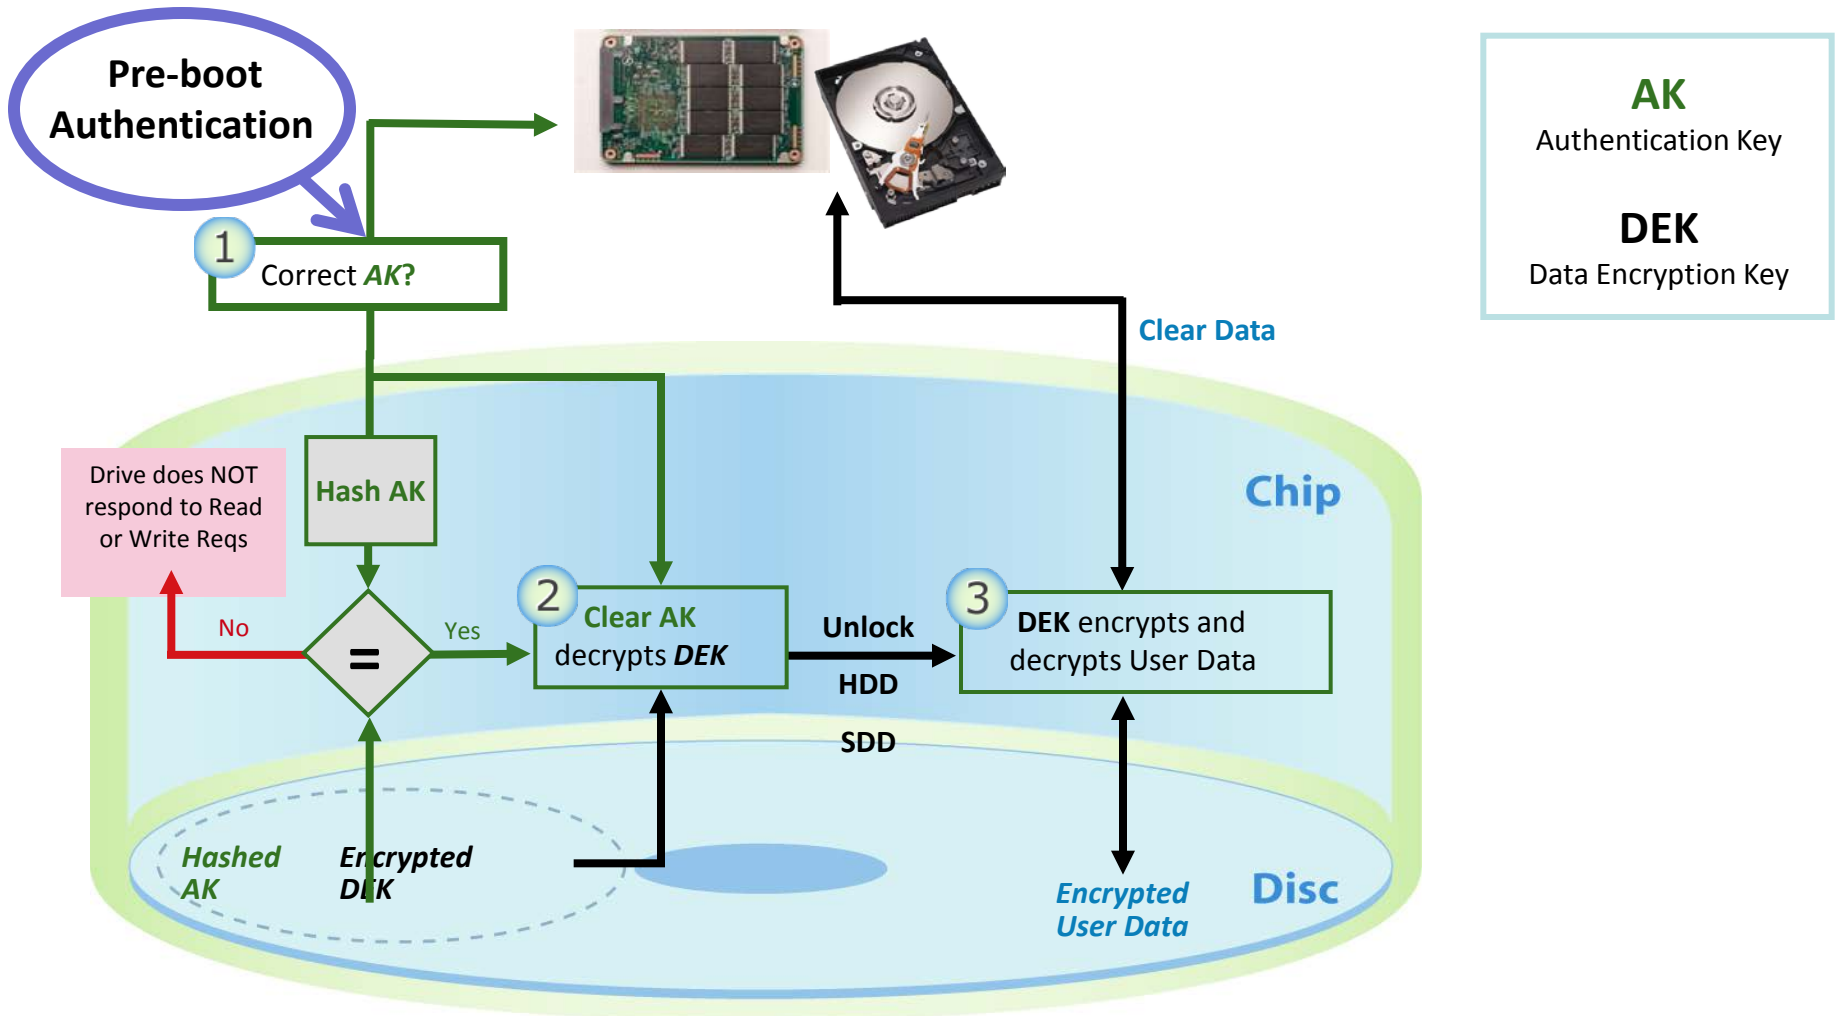 Pre-boot
Authentication
AK
Authentication Key
DEK
Data Encryption Key
1
Correct AK?
Clear Data
Drive does NOT
respond to Read
or Write Reqs
Hash AK
Chip
2
Clear AK
decrypts DEK
3
DEK encrypts and
decrypts User Data
No
=
Yes
Unlock
HDD
SDD
Hashed
AK
Encrypted
DEK
Encrypted
User Data
Disc